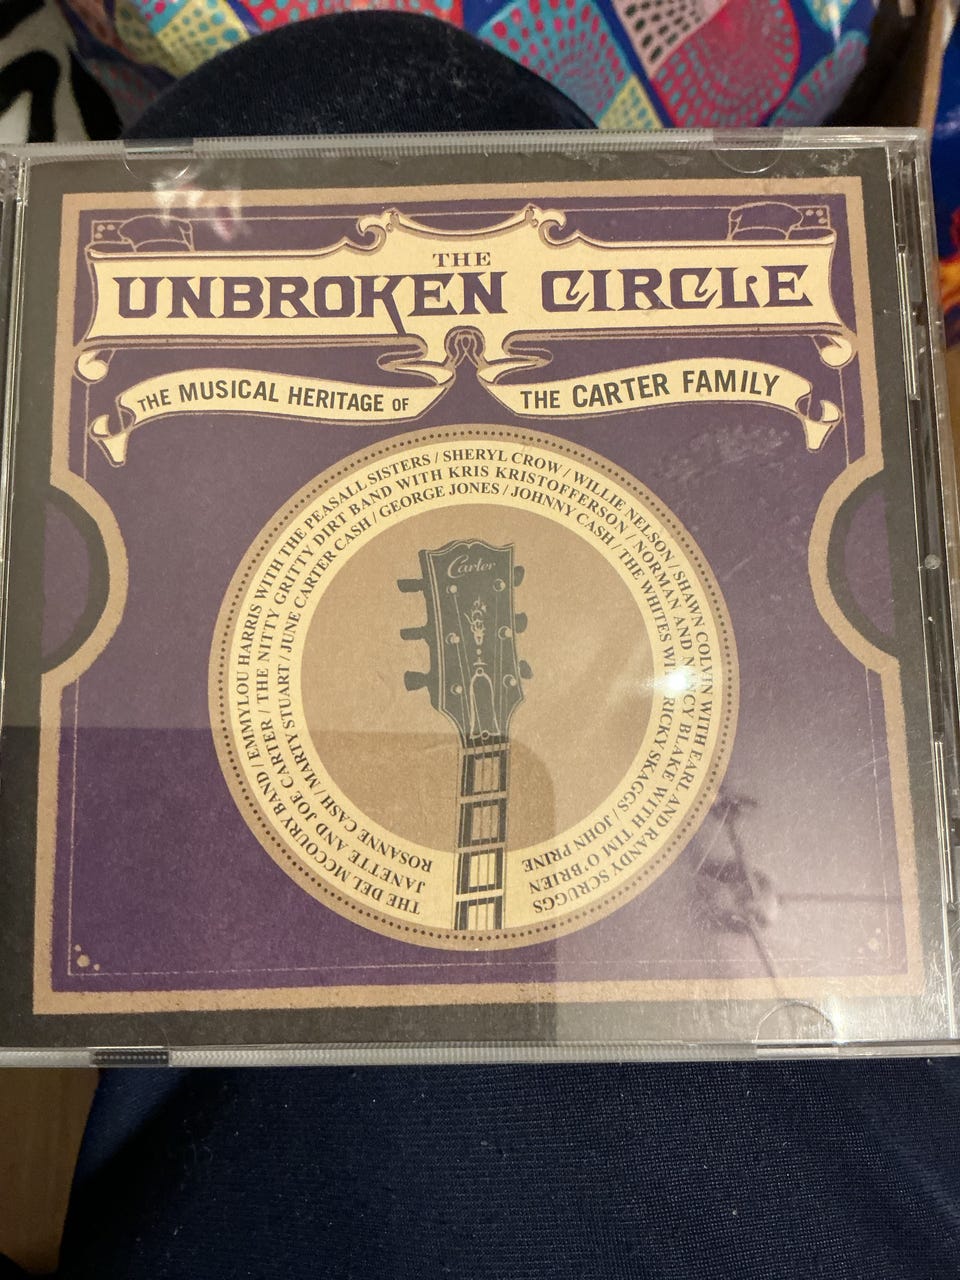 THE
UNBROKEN CIRCLE
THE MUSICAL HERITAGE OF THE CARTER FAMILY
THE DEL MCCOURY BAND / EMMYLOU HARRIS WITH THE PEASALL SISTERS / SHERYL CROW / WILLIE NELSON / SHAWN COLVIN WITH EARL AND RANDY SCRUGGS
JANETTE AND JOE CARTER / THE NITTY GRITTY DIRT BAND WITH KRIS KRISTOFFERSON / NORMAN AND NANCY BLAKE WITH TIM O'BRIEN
ROSANNE CASH / MARTY STUART / JUNE CARTER CASH / GEORGE JONES / JOHNNY CASH / THE WHITES WI RICKY SKAGGS / JOHN PRINE
Carter